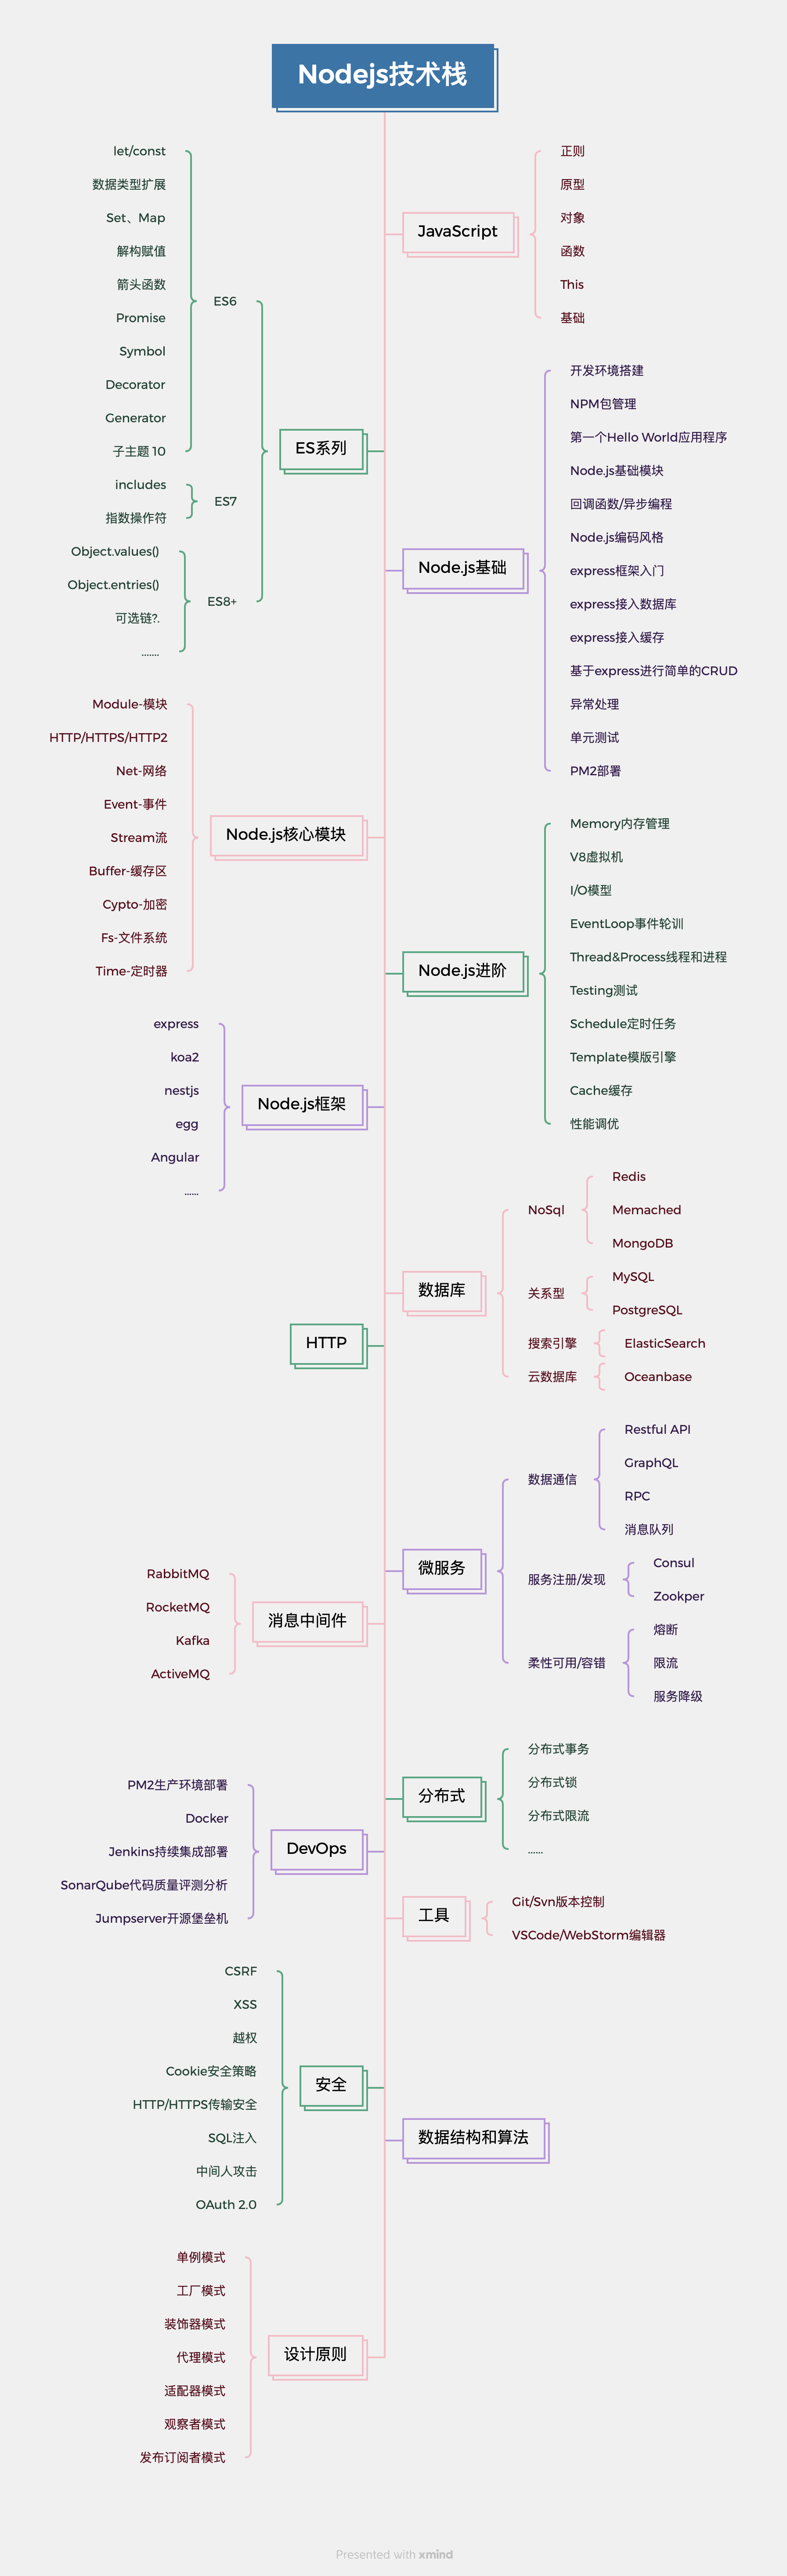 Nodejs技术栈
JavaScript
正则
原型
对象
函数
This
基础
ES系列
ES6
let/const
数据类型扩展
Set、Map
解构赋值
箭头函数
Promise
Symbol
Decorator
Generator
子主题 10
ES7
includes
指数操作符
ES8+
Object.values()
Object.entries()
可选链?.
.......
Node.js基础
开发环境搭建
NPM包管理
第一个Hello World应用程序
Node.js基础模块
回调函数/异步编程
Node.js编码风格
express框架入门
express接入数据库
express接入缓存
基于express进行简单的CRUD
异常处理
单元测试
PM2部署
Node.js核心模块
Module-模块
HTTP/HTTPS/HTTP2
Net-网络
Event-事件
Stream流
Buffer-缓存区
Cypto-加密
Fs-文件系统
Time-定时器
Node.js进阶
Memory内存管理
V8虚拟机
I/O模型
EventLoop事件轮训
Thread&Process线程和进程
Testing测试
Schedule定时任务
Template模版引擎
Cache缓存
性能调优
Node.js框架
express
koa2
nestjs
egg
Angular
......
数据库
NoSql
Redis
Memached
MongoDB
关系型
MySQL
PostgreSQL
搜索引擎
ElasticSearch
云数据库
Oceanbase
HTTP
微服务
数据通信
Restful API
GraphQL
RPC
消息队列
服务注册/发现
Consul
Zookper
柔性可用/容错
熔断
限流
服务降级
消息中间件
RabbitMQ
RocketMQ
Kafka
ActiveMQ
分布式
分布式事务
分布式锁
分布式限流
......
DevOps
PM2生产环境部署
Docker
Jenkins持续集成部署
SonarQube代码质量评测分析
Jumpserver开源堡垒机
工具
Git/Svn版本控制
VSCode/WebStorm编辑器
安全
CSRF
XSS
越权
Cookie安全策略
HTTP/HTTPS传输安全
SQL注入
中间人攻击
OAuth 2.0
数据结构和算法
设计原则
单例模式
工厂模式
装饰器模式
代理模式
适配器模式
观察者模式
发布订阅者模式
Presented with xmind